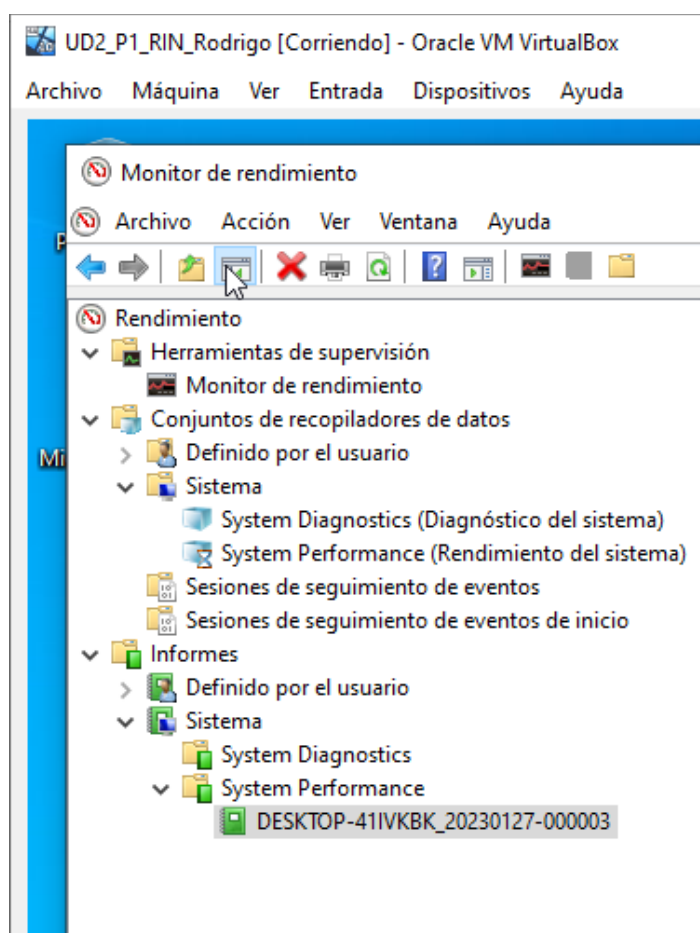 UD2_P1_RIN_Rodrigo [Corriendo] - Oracle VM VirtualBox
Archivo Máquina Ver Entrada Dispositivos Ayuda
Monitor de rendimiento
Archivo Acción Ver Ventana Ayuda
Rendimiento
Herramientas de supervisión
Monitor de rendimiento
Conjuntos de recopiladores de datos
Mi
Definido por el usuario
Sistema
System Diagnostics (Diagnóstico del sistema)
System Performance (Rendimiento del sistema)
Sesiones de seguimiento de eventos
Sesiones de seguimiento de eventos de inicio
Informes
Definido por el usuario
Sistema
System Diagnostics
System Performance
DESKTOP-41IVKBK_20230127-000003